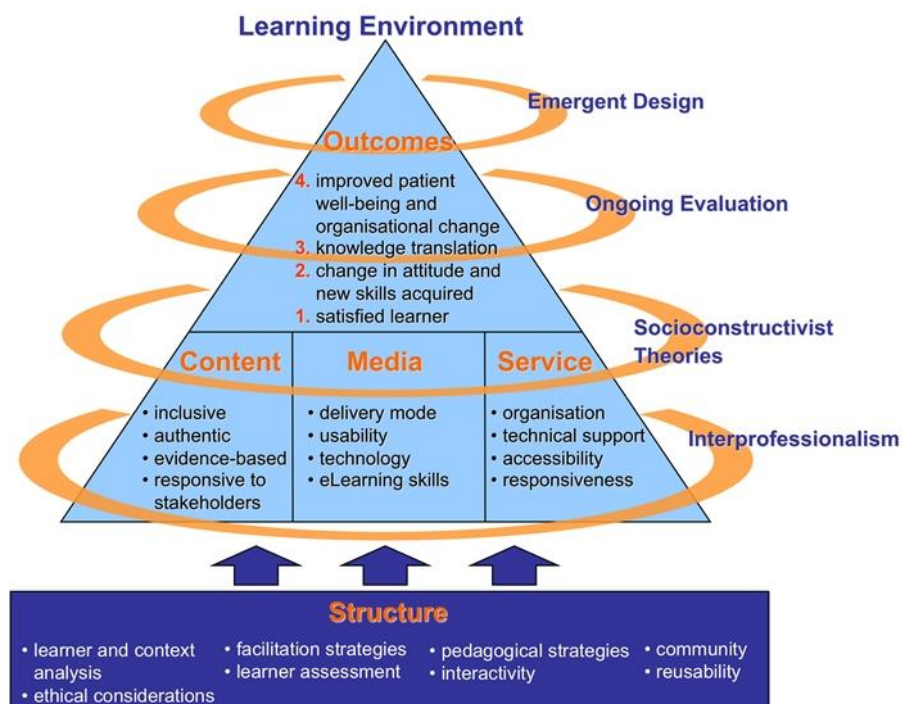 Learning Environment
Emergent Design
Outcomes
4. improved patient
well-being and
organisational change
3. knowledge translation
2. change in attitude and
new skills acquired
1. satisfied learner
Ongoing Evaluation
Socioconstructivist
Theories
Content
• inclusive
• authentic
• evidence-based
• responsive to
stakeholders
Media
• delivery mode
• usability
• technology
• eLearning skills
Service
• organisation
• technical support
• accessibility
• responsiveness
Interprofessionalism
Structure
• learner and context
analysis
• ethical considerations
• facilitation strategies
• learner assessment
• pedagogical strategies
• interactivity
• community
• reusability